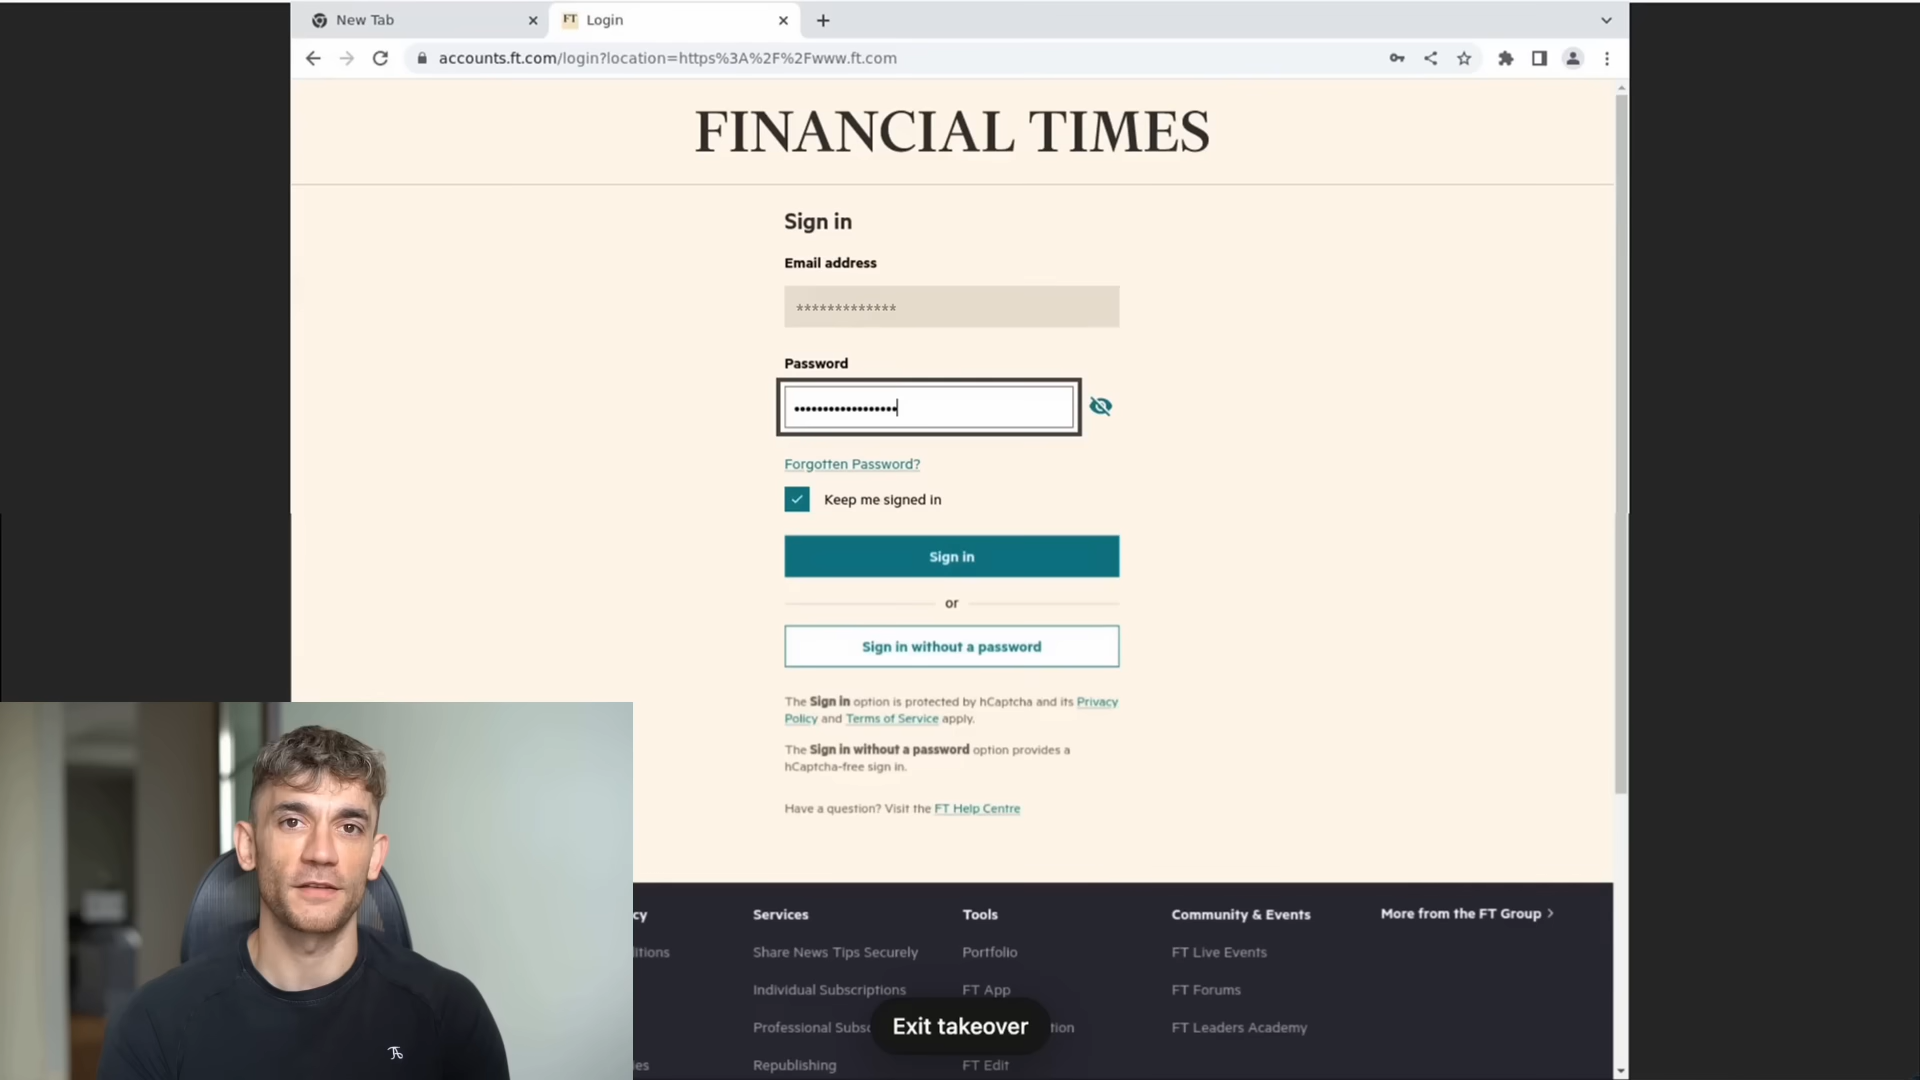 New Tab
FT Login
accounts.ft.com/login?location=https%3A%2F%2Fwww.ft.com
FINANCIAL TIMES
Sign in
Email address
*************
Password
••••••••••••••••••
Forgotten Password?
Keep me signed in
Sign in
or
Sign in without a password
The Sign in option is protected by hCaptcha and its Privacy
Policy and Terms of Service apply.
The Sign in without a password option provides a
hCaptcha-free sign in.
Have a question? Visit the FT Help Centre
Services
Share News Tips Securely
Individual Subscriptions
Republishing
Tools
Portfolio
FT App
FT Edit
Community & Events
FT Live Events
FT Forums
FT Leaders Academy
More from the FT Group
Exit takeover